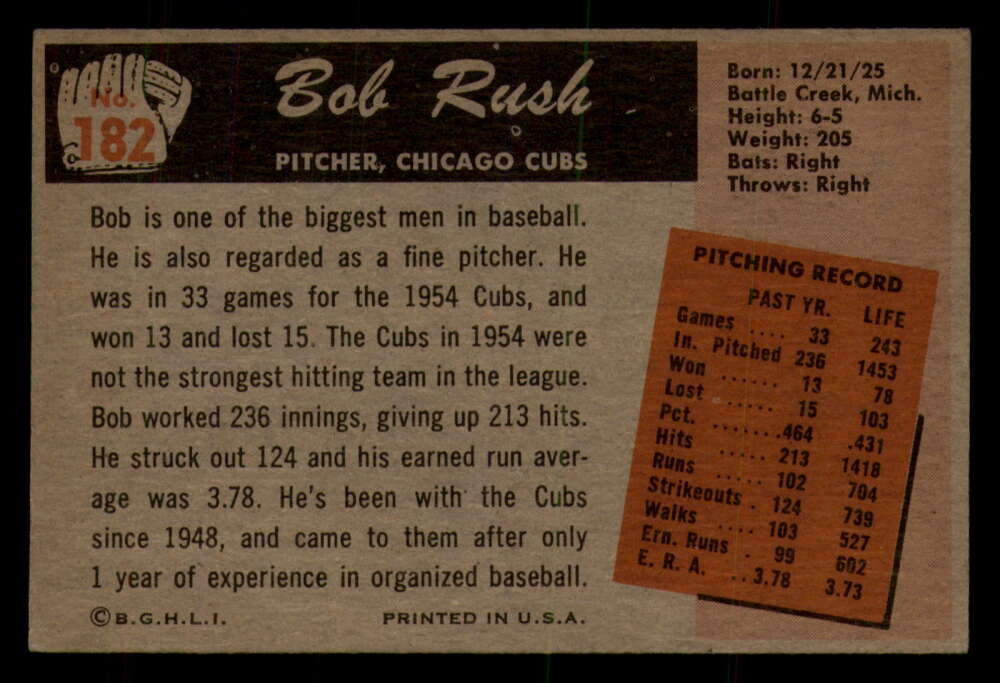 No.
182
Bob Rush
PITCHER, CHICAGO CUBS
Born: 12/21/25
Battle Creek, Mich.
Height: 6-5
Weight: 205
Bats: Right
Throws: Right
Bob is one of the biggest men in baseball.
He is also regarded as a fine pitcher. He
was in 33 games for the 1954 Cubs, and
won 13 and lost 15. The Cubs in 1954 were
not the strongest hitting team in the league.
Bob worked 236 innings, giving up 213 hits.
He struck out 124 and his earned run aver-
age was 3.78. He's been with the Cubs
since 1948, and came to them after only
1 year of experience in organized baseball.
PITCHING RECORD
PAST YR. LIFE
Games .... 33 243
In. Pitched 236 1453
Won ...... 13 78
Lost ..... 15 103
Pct. .......464 .431
Hits ..... 213 1418
Runs ..... 102 704
Strikeouts . 124 739
Walks .... 103 527
Ern. Runs . 99 602
E. R. A. ..3.78 3.73
©B.G.H.L.I. PRINTED IN U.S.A.